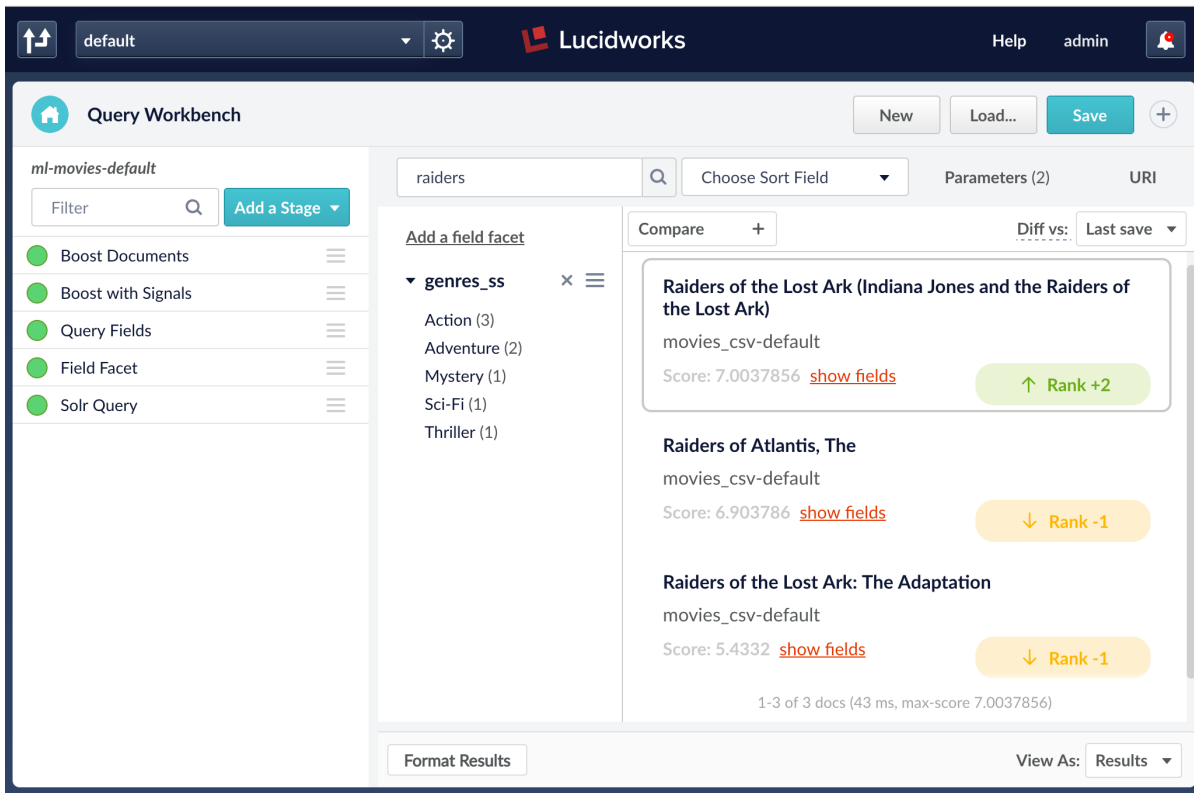 default
Lucidworks
Help
admin
Query Workbench
New
Load...
Save
ml-movies-default
Filter
Add a Stage
Boost Documents
Boost with Signals
Query Fields
Field Facet
Solr Query
raiders
Choose Sort Field
Parameters (2)
URI
Add a field facet
genres_ss
Action (3)
Adventure (2)
Mystery (1)
Sci-Fi (1)
Thriller (1)
Compare +
Diff vs: Last save
Raiders of the Lost Ark (Indiana Jones and the Raiders of
the Lost Ark)
movies_csv-default
Score: 7.0037856 show fields
↑ Rank +2
Raiders of Atlantis, The
movies_csv-default
Score: 6.903786 show fields
↓ Rank -1
Raiders of the Lost Ark: The Adaptation
movies_csv-default
Score: 5.4332 show fields
↓ Rank -1
1-3 of 3 docs (43 ms, max-score 7.0037856)
Format Results
View As: Results